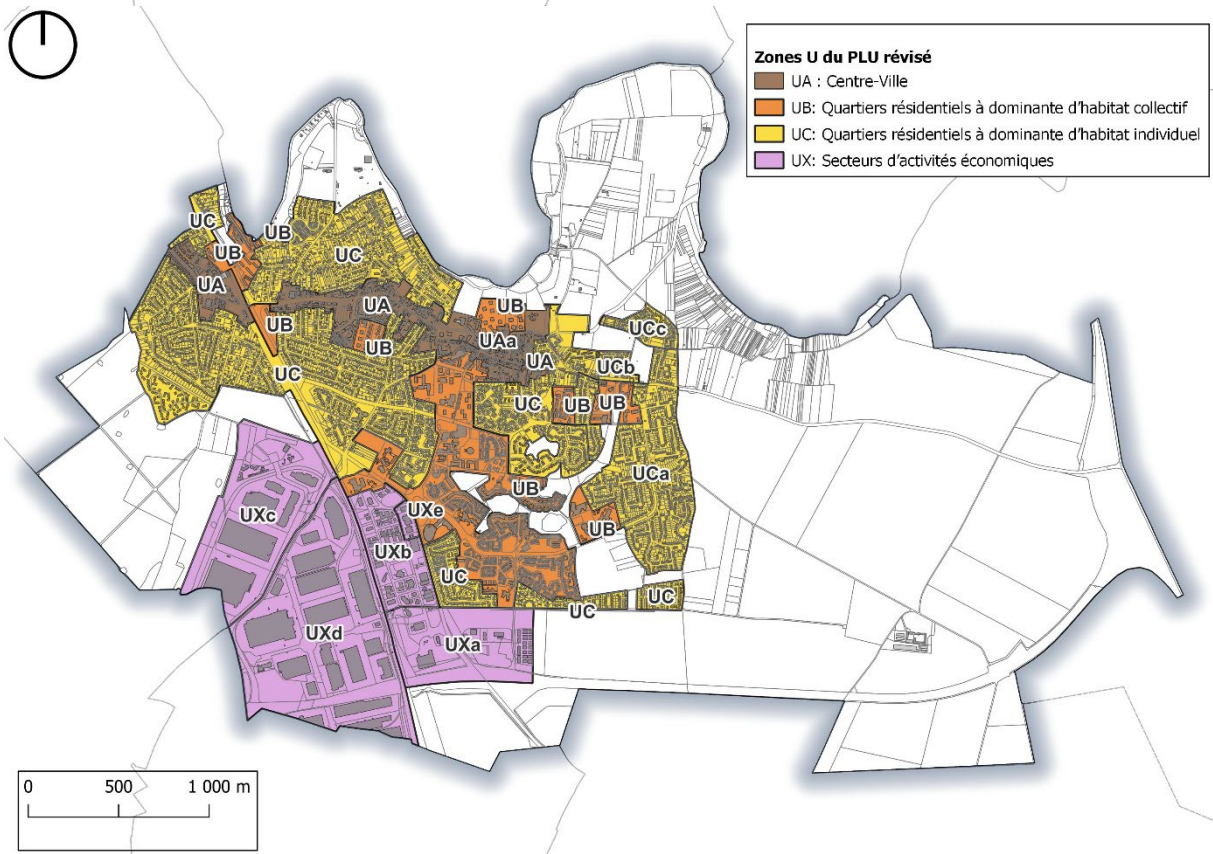 Zones U du PLU révisé
UA : Centre-Ville
UB: Quartiers résidentiels à dominante d'habitat collectif
UC: Quartiers résidentiels à dominante d'habitat individuel
UX: Secteurs d'activités économiques
UC
UB
UB
UC
UA
UA
UB
UB
UCc
UB
UAa
UB
UA
UCb
UC
UC
UB
UB
UCa
UB
UXc
UXe
UB
UXb
UC
UC
UC
UXd
UXa
0 500 1 000 m